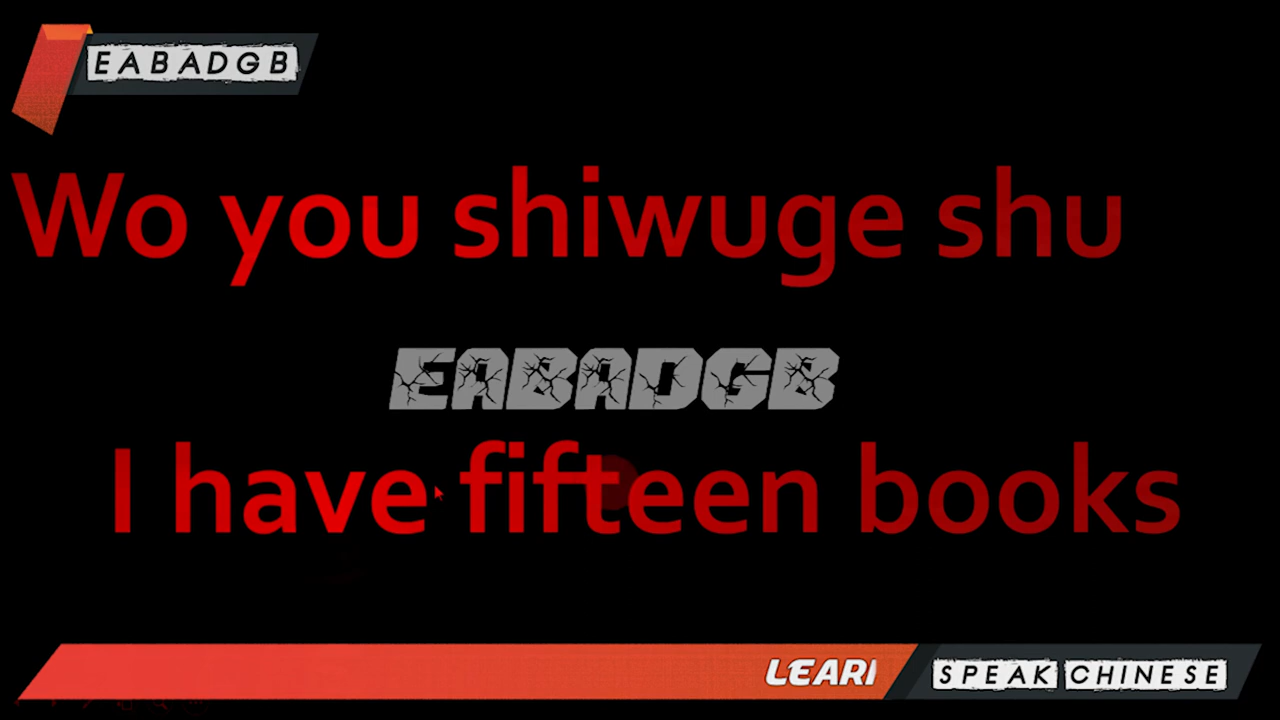 EABADGB
Wo you shiwuge shu
EABADGB
I have fifteen books
LEARI SPEAK CHINESE